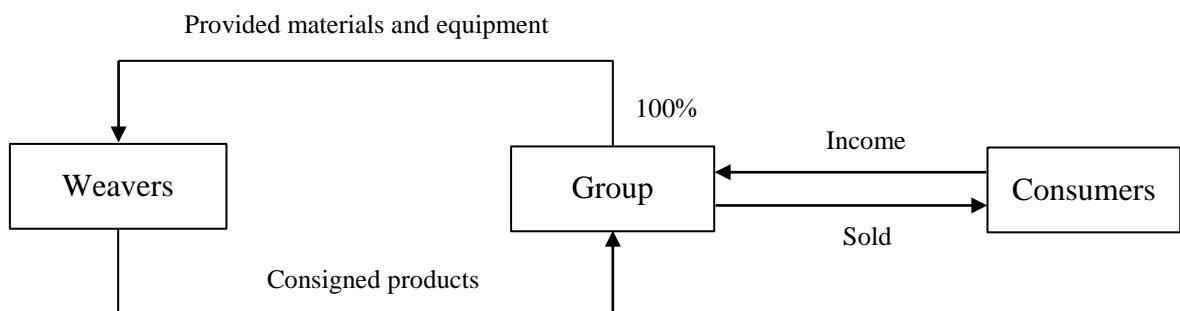 Provided materials and equipment
100%
Income
Weavers
Group
Consumers
Sold
Consigned products